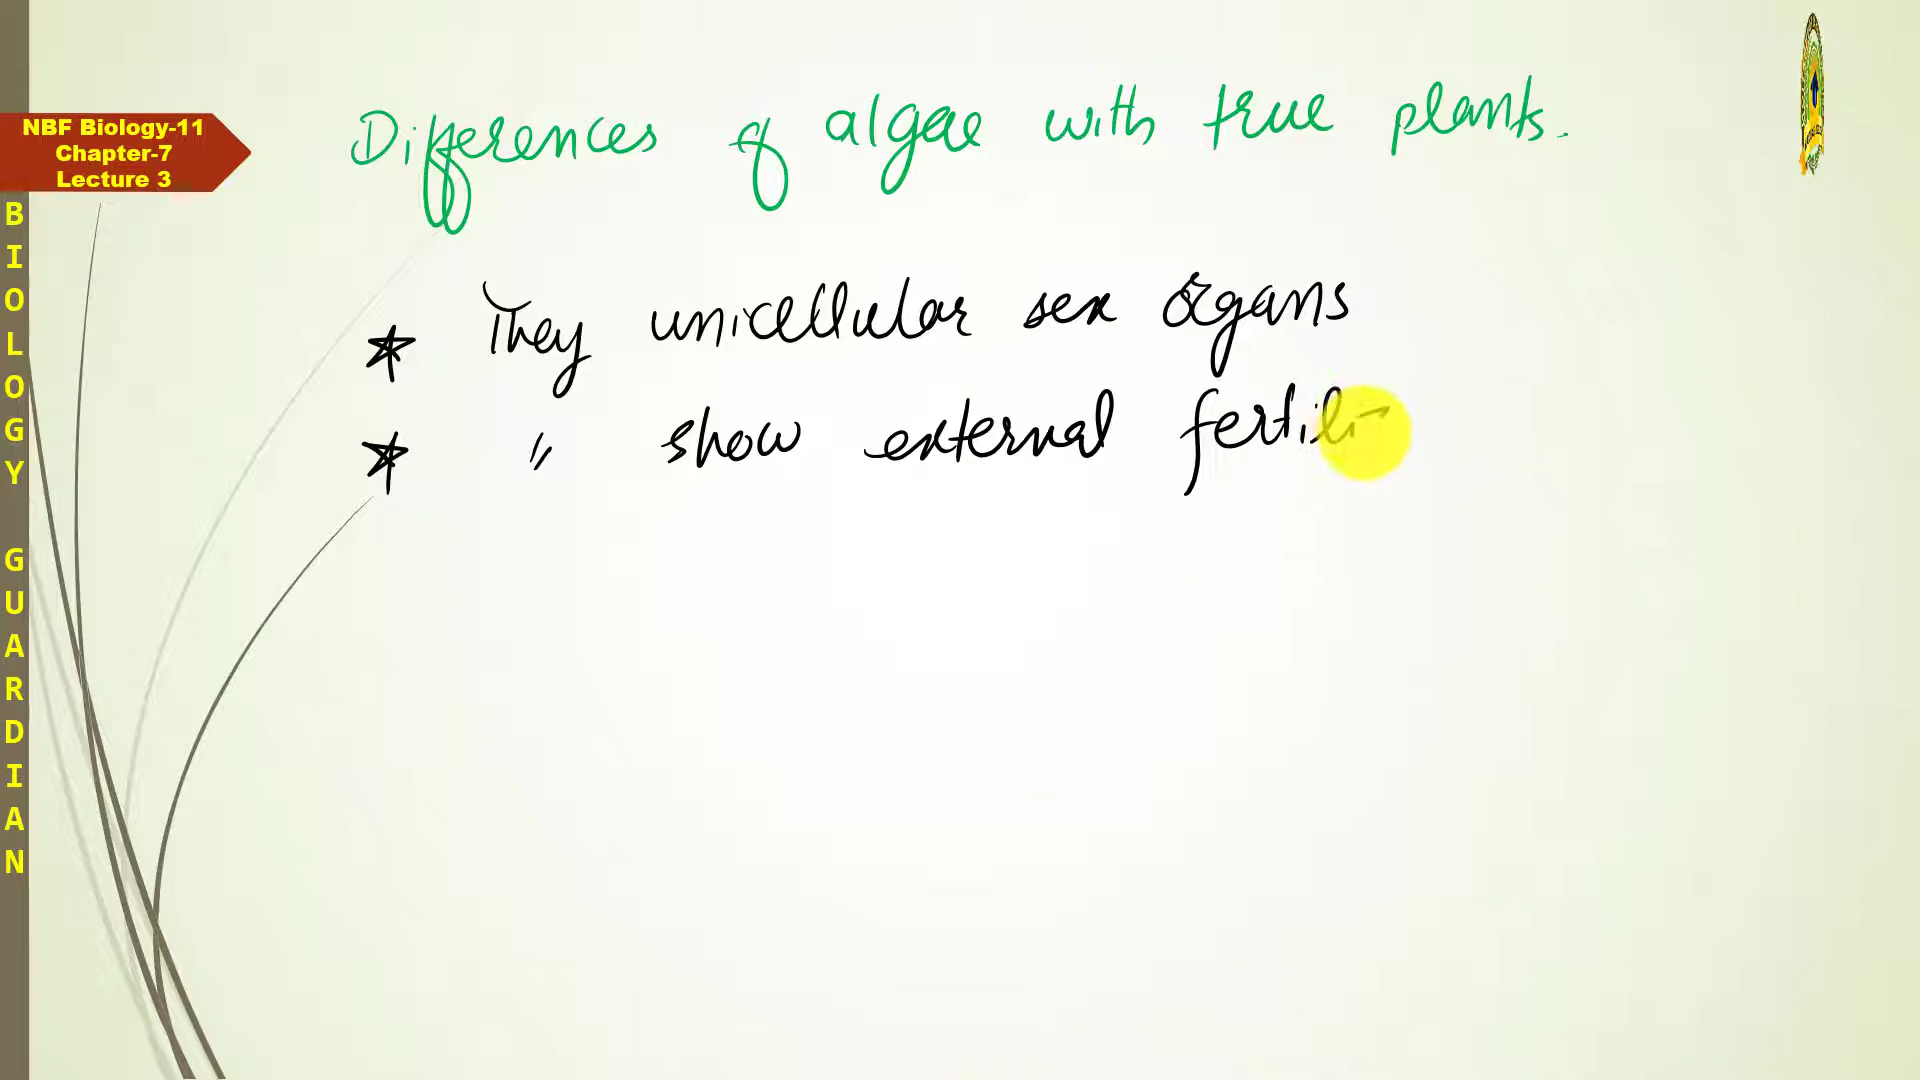 NBF Biology-11
Chapter-7
Lecture 3
BIOLOGY GUARDIAN
Differences of algae with true plants.
* They unicellular sex organs
* " show external fertili